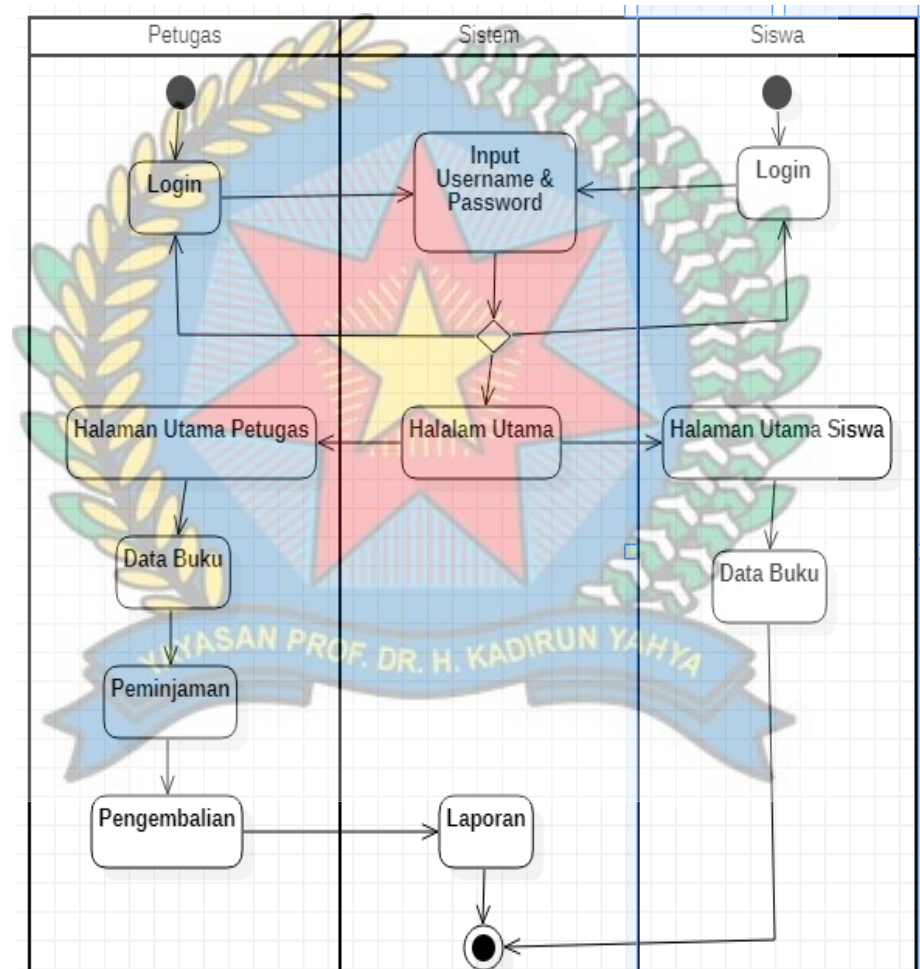 Petugas
Sistem
Siswa
Login
Input
Username &
Password
Login
Halaman Utama Petugas
Halalam Utama
Halaman Utama Siswa
Data Buku
Data Buku
YAYASAN PROF. DR. H. KADIRUN YAHYA
Peminjaman
Pengembalian
Laporan